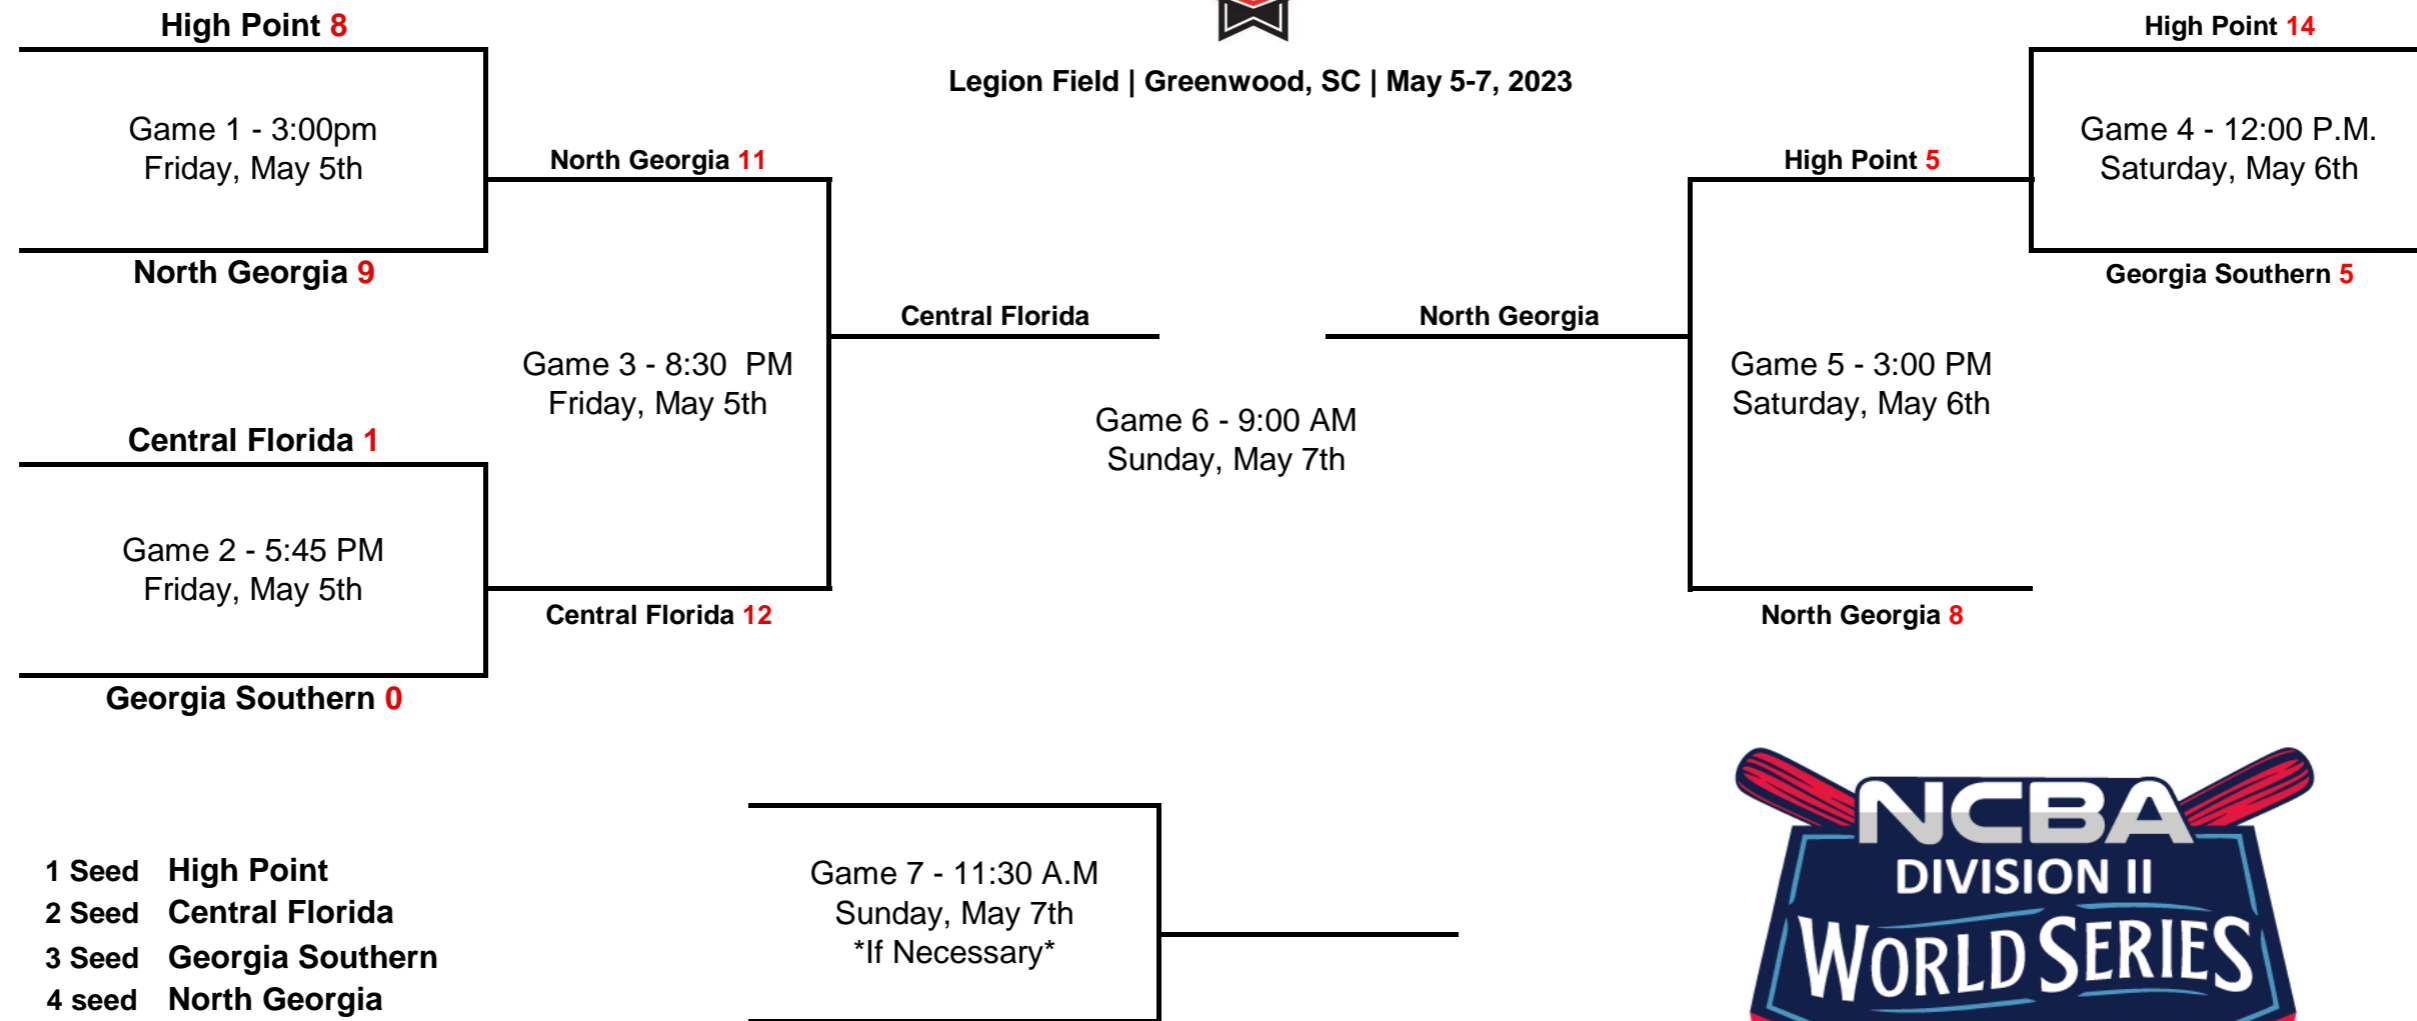 High Point 8
High Point 14
Legion Field | Greenwood, SC | May 5-7, 2023
Game 1 - 3:00pm
Friday, May 5th
North Georgia 11
High Point 5
Game 4 - 12:00 P.M.
Saturday, May 6th
North Georgia 9
Georgia Southern 5
Central Florida
North Georgia
Game 3 - 8:30  PM
Friday, May 5th
Game 5 - 3:00 PM
Saturday, May 6th
Game 6 - 9:00 AM
Sunday, May 7th
Central Florida 1
Game 2 - 5:45 PM
Friday, May 5th
Central Florida 12
North Georgia 8
Georgia Southern 0
1 Seed High Point
2 Seed Central Florida
3 Seed Georgia Southern
4 seed North Georgia
Game 7 - 11:30 A.M
Sunday, May 7th
*If Necessary*
NCBA
DIVISION II
WORLD SERIES